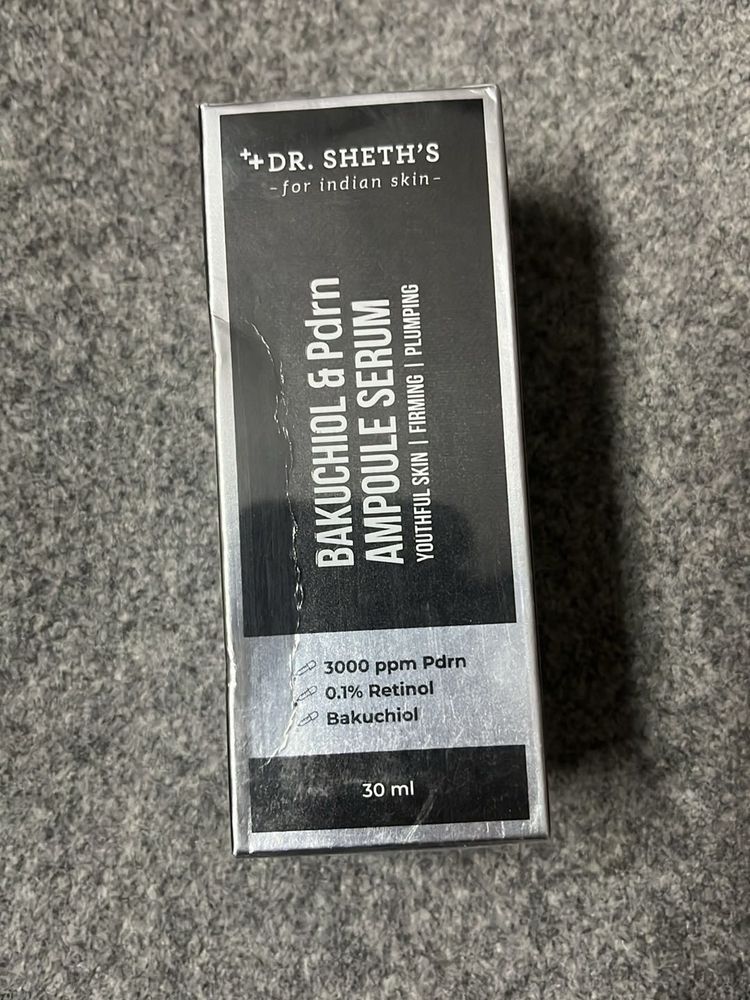 DR. SHETH'S
-for indian skin-
BAKUCHIOL & Pdrn
AMPOULE SERUM
YOUTHFUL SKIN | FIRMING | PLUMPING
3000 ppm Pdrn
0.1% Retinol
Bakuchiol
30 ml